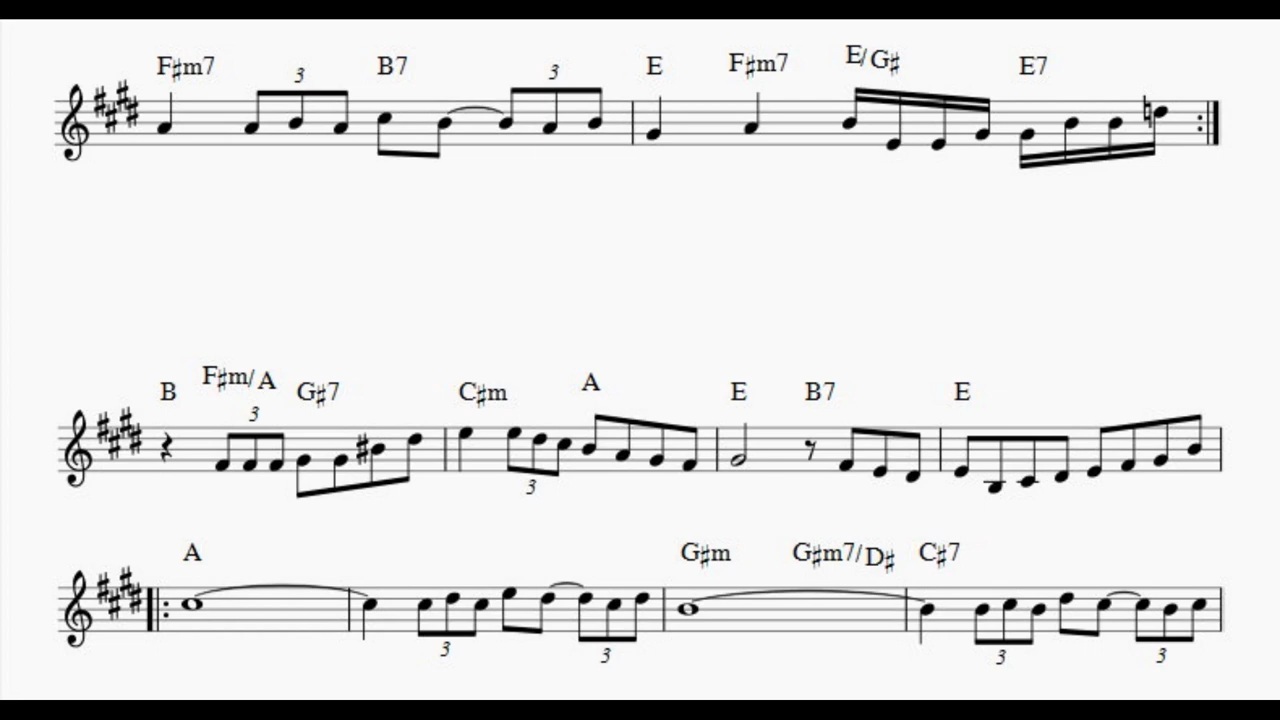 F♯m7 3 B7 3 E F♯m7 E/G♯ E7
B F♯m/A 3 G♯7 C♯m 3 A E B7 E
A 3 3 G♯m G♯m7/D♯ C♯7 3 3